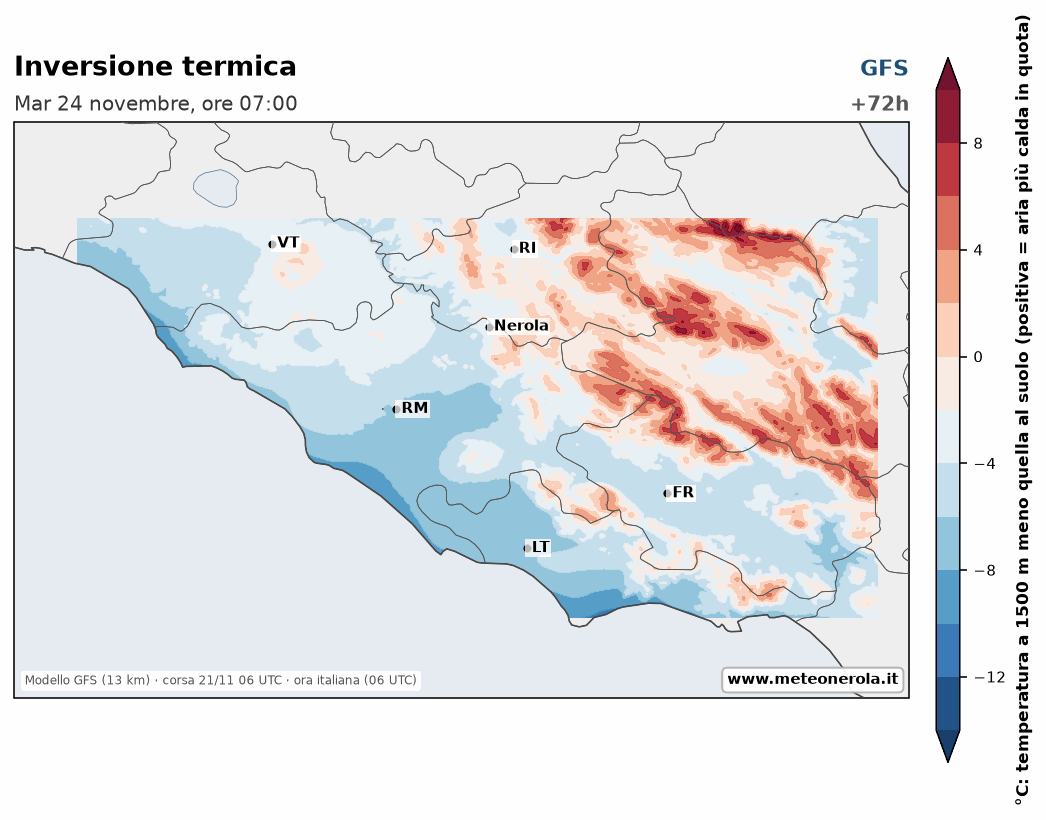 Inversione termica
GFS
Mar 24 novembre, ore 07:00
+72h
VT
RI
Nerola
RM
FR
LT
8
4
0
−4
−8
−12
°C: temperatura a 1500 m meno quella al suolo (positiva = aria più calda in quota)
Modello GFS (13 km) · corsa 21/11 06 UTC · ora italiana (06 UTC)
www.meteonerola.it